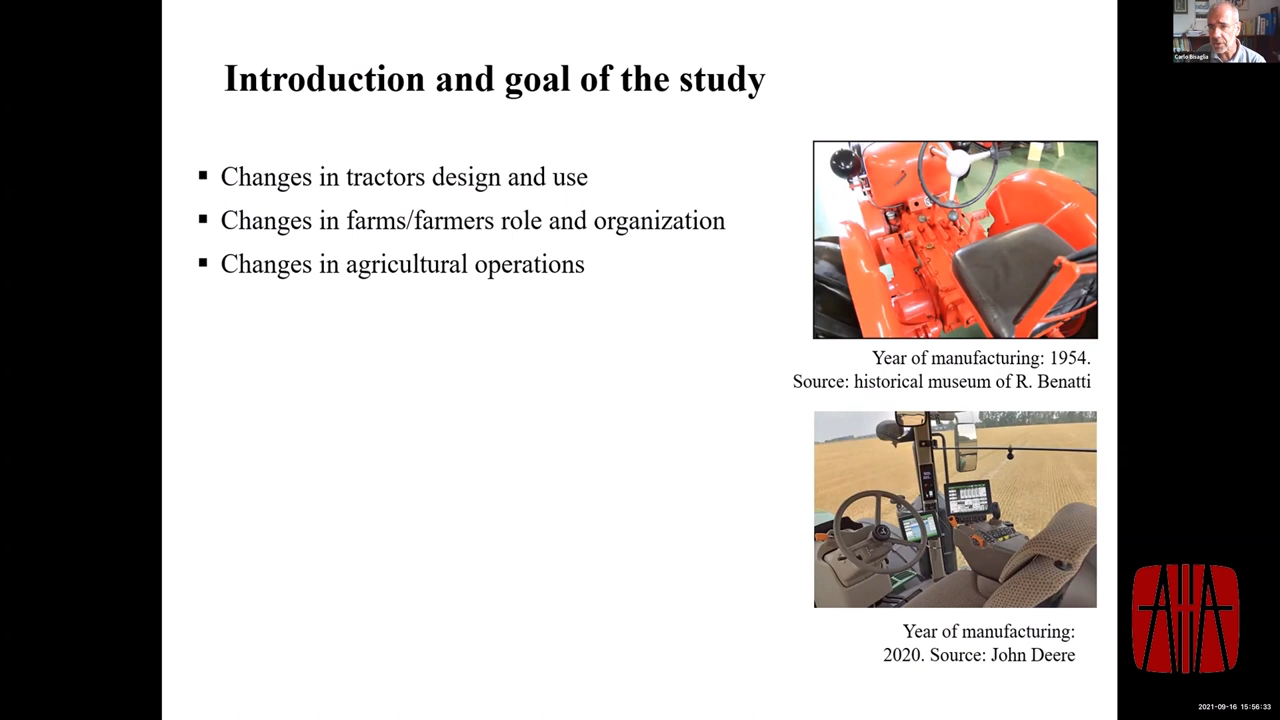 Introduction and goal of the study
Changes in tractors design and use
Changes in farms/farmers role and organization
Changes in agricultural operations
Year of manufacturing: 1954.
Source: historical museum of R. Benatti
Year of manufacturing:
2020. Source: John Deere
Carlo Bisaglia
2021-09-16 15:56:33